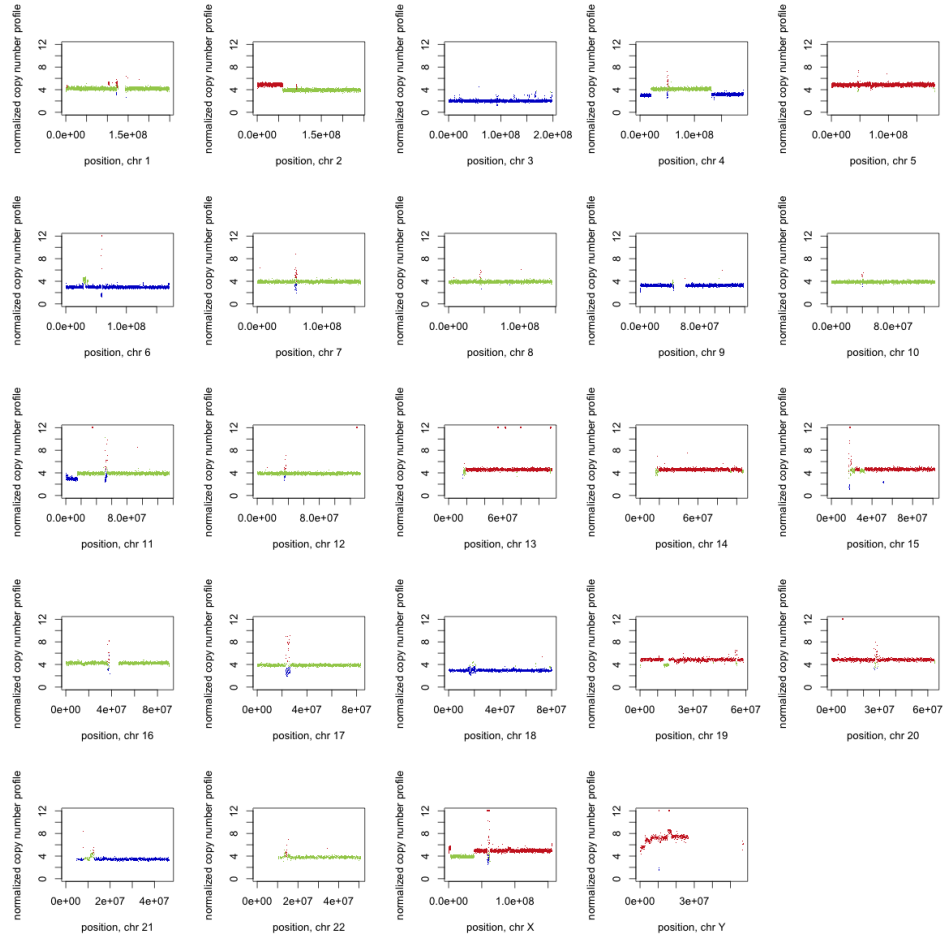 normalized copy number profile
0 4 8 12
0.0e+00 1.5e+08
position, chr 1
normalized copy number profile
0 4 8 12
0.0e+00 1.5e+08
position, chr 2
normalized copy number profile
0 4 8 12
0.0e+00 1.0e+08 2.0e+08
position, chr 3
normalized copy number profile
0 4 8 12
0.0e+00 1.0e+08
position, chr 4
normalized copy number profile
0 4 8 12
0.0e+00 1.0e+08
position, chr 5
normalized copy number profile
0 4 8 12
0.0e+00 1.0e+08
position, chr 6
normalized copy number profile
0 4 8 12
0.0e+00 1.0e+08
position, chr 7
normalized copy number profile
0 4 8 12
0.0e+00 1.0e+08
position, chr 8
normalized copy number profile
0 4 8 12
0.0e+00 8.0e+07
position, chr 9
normalized copy number profile
0 4 8 12
0.0e+00 8.0e+07
position, chr 10
normalized copy number profile
0 4 8 12
0.0e+00 8.0e+07
position, chr 11
normalized copy number profile
0 4 8 12
0.0e+00 8.0e+07
position, chr 12
normalized copy number profile
0 4 8 12
0e+00 6e+07
position, chr 13
normalized copy number profile
0 4 8 12
0e+00 6e+07
position, chr 14
normalized copy number profile
0 4 8 12
0e+00 4e+07 8e+07
position, chr 15
normalized copy number profile
0 4 8 12
0e+00 4e+07 8e+07
position, chr 16
normalized copy number profile
0 4 8 12
0e+00 4e+07 8e+07
position, chr 17
normalized copy number profile
0 4 8 12
0e+00 4e+07 8e+07
position, chr 18
normalized copy number profile
0 4 8 12
0e+00 3e+07 6e+07
position, chr 19
normalized copy number profile
0 4 8 12
0e+00 3e+07 6e+07
position, chr 20
normalized copy number profile
0 4 8 12
0e+00 2e+07 4e+07
position, chr 21
normalized copy number profile
0 4 8 12
0e+00 2e+07 4e+07
position, chr 22
normalized copy number profile
0 4 8 12
0.0e+00 1.0e+08
position, chr X
normalized copy number profile
0 4 8 12
0e+00 3e+07
position, chr Y